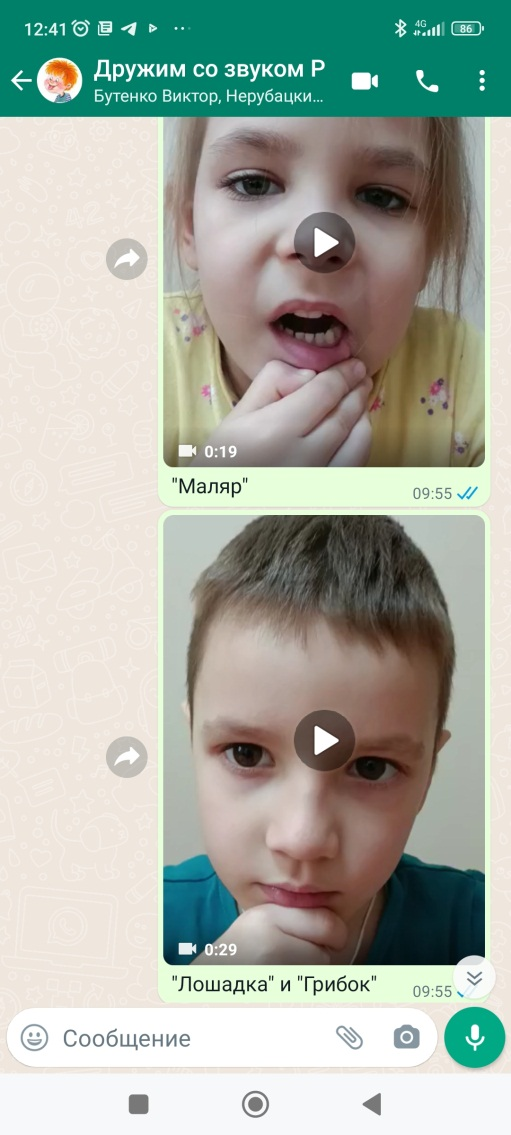 12:41
4G
86
Дружим со звуком Р
Бутенко Виктор, Нерубацки...
0:19
"Маляр"
09:55
0:29
"Лошадка" и "Грибок"
09:55
Сообщение